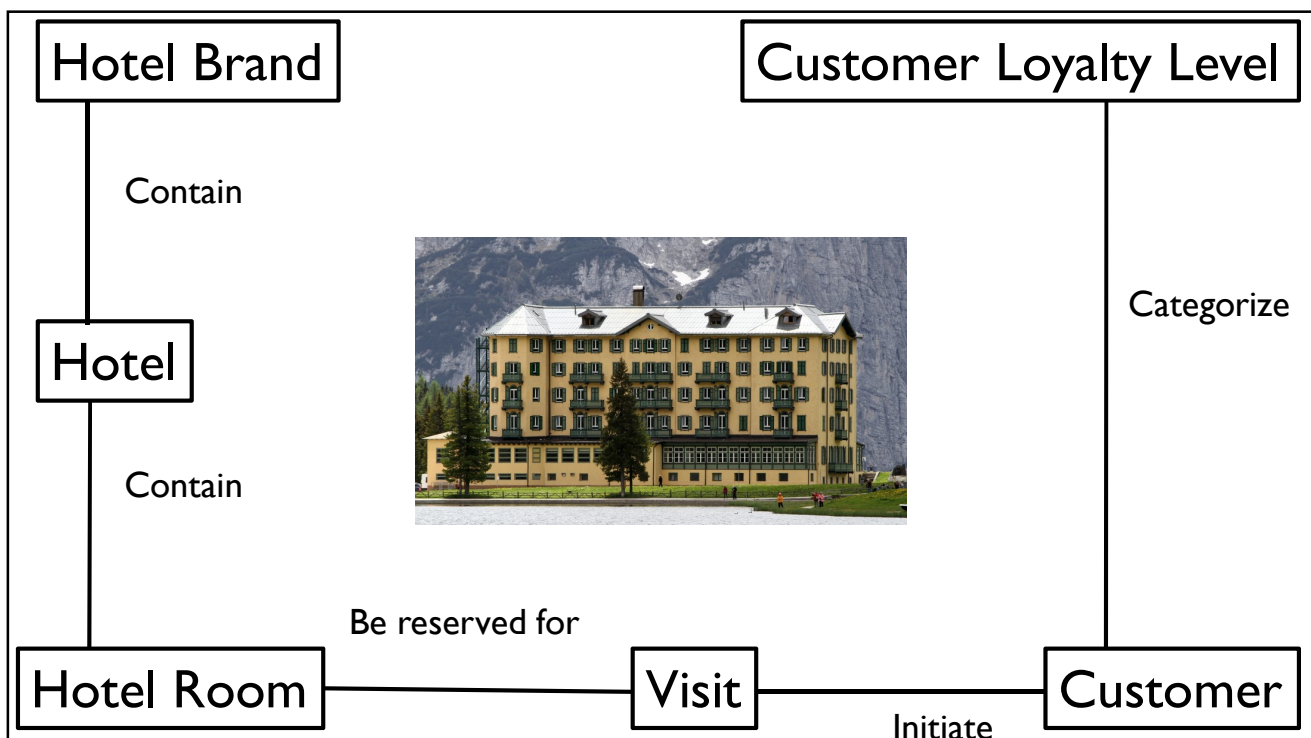 Hotel Brand
Customer Loyalty Level
Contain
Categorize
Hotel
Contain
Be reserved for
Hotel Room
Visit
Customer
Initiate